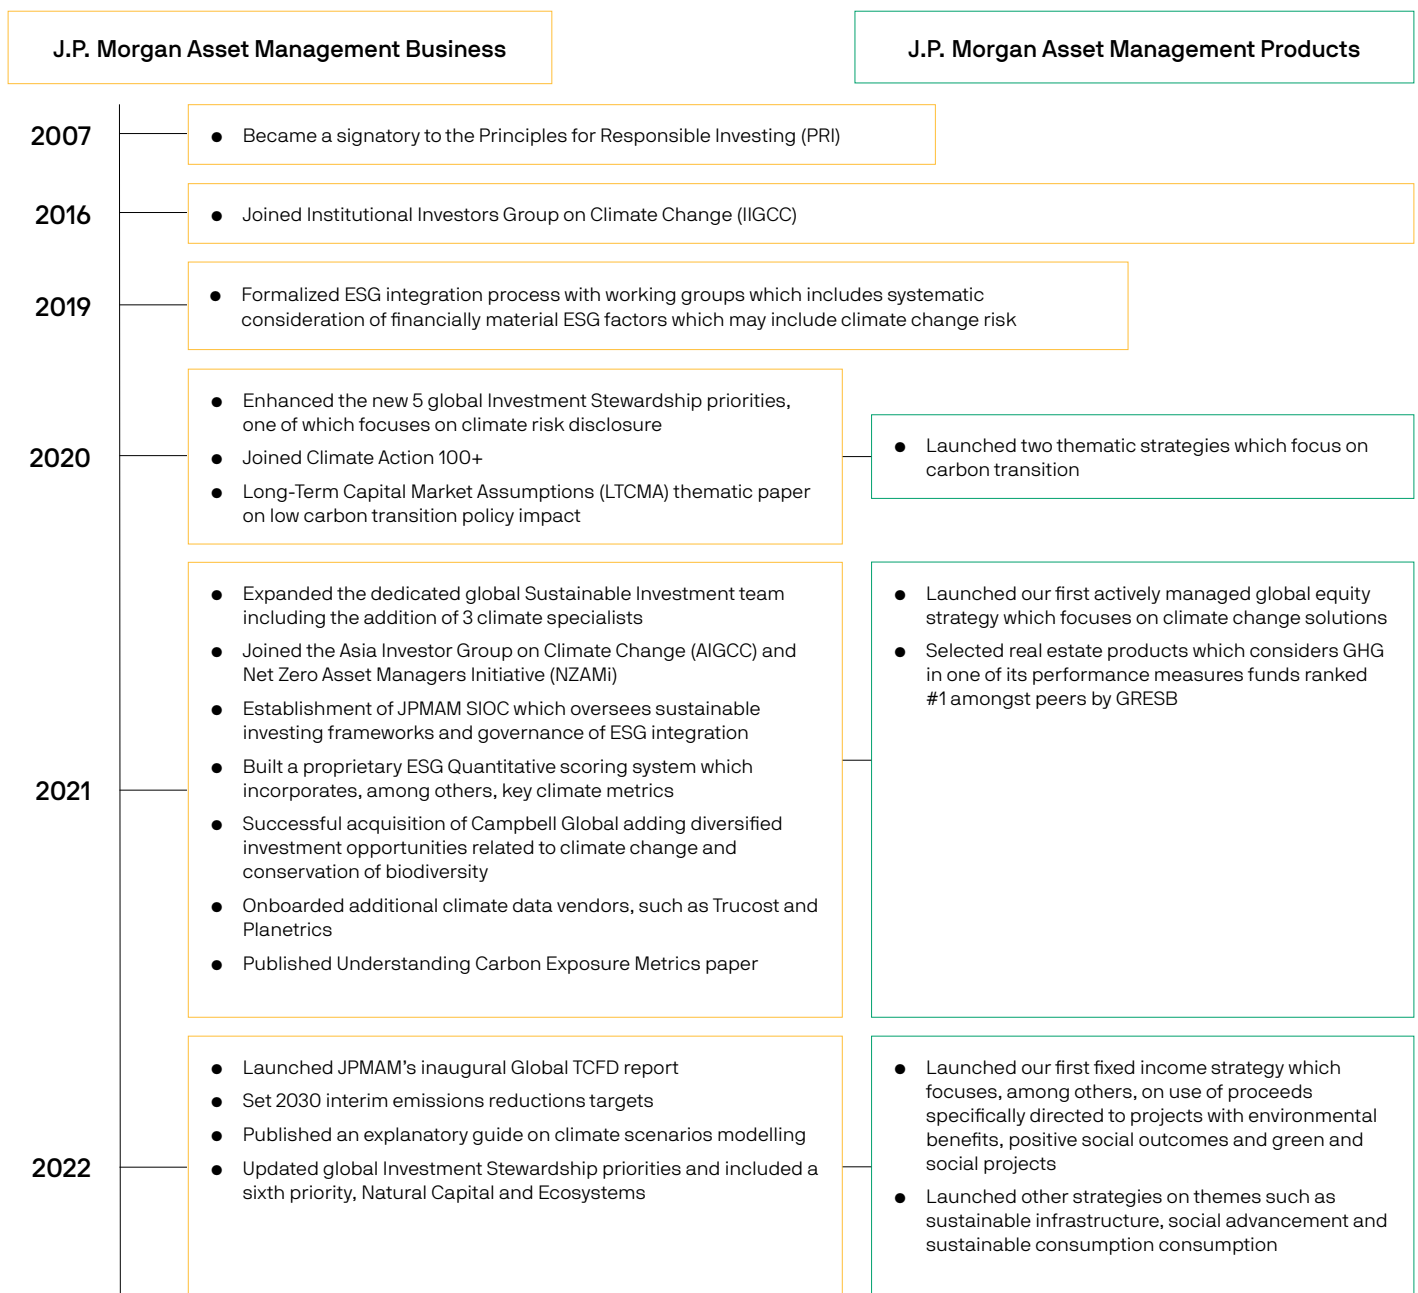 J.P. Morgan Asset Management Business
J.P. Morgan Asset Management Products
2007
● Became a signatory to the Principles for Responsible Investing (PRI)
2016
● Joined Institutional Investors Group on Climate Change (IIGCC)
2019
● Formalized ESG integration process with working groups which includes systematic
consideration of financially material ESG factors which may include climate change risk
2020
● Enhanced the new 5 global Investment Stewardship priorities,
one of which focuses on climate risk disclosure
● Joined Climate Action 100+
● Long-Term Capital Market Assumptions (LTCMA) thematic paper
on low carbon transition policy impact
● Launched two thematic strategies which focus on
carbon transition
2021
● Expanded the dedicated global Sustainable Investment team
including the addition of 3 climate specialists
● Joined the Asia Investor Group on Climate Change (AIGCC) and
Net Zero Asset Managers Initiative (NZAMi)
● Establishment of JPMAM SIOC which oversees sustainable
investing frameworks and governance of ESG integration
● Built a proprietary ESG Quantitative scoring system which
incorporates, among others, key climate metrics
● Successful acquisition of Campbell Global adding diversified
investment opportunities related to climate change and
conservation of biodiversity
● Onboarded additional climate data vendors, such as Trucost and
Planetrics
● Published Understanding Carbon Exposure Metrics paper
● Launched our first actively managed global equity
strategy which focuses on climate change solutions
● Selected real estate products which considers GHG
in one of its performance measures funds ranked
#1 amongst peers by GRESB
2022
● Launched JPMAM's inaugural Global TCFD report
● Set 2030 interim emissions reductions targets
● Published an explanatory guide on climate scenarios modelling
● Updated global Investment Stewardship priorities and included a
sixth priority, Natural Capital and Ecosystems
● Launched our first fixed income strategy which
focuses, among others, on use of proceeds
specifically directed to projects with environmental
benefits, positive social outcomes and green and
social projects
● Launched other strategies on themes such as
sustainable infrastructure, social advancement and
sustainable consumption consumption